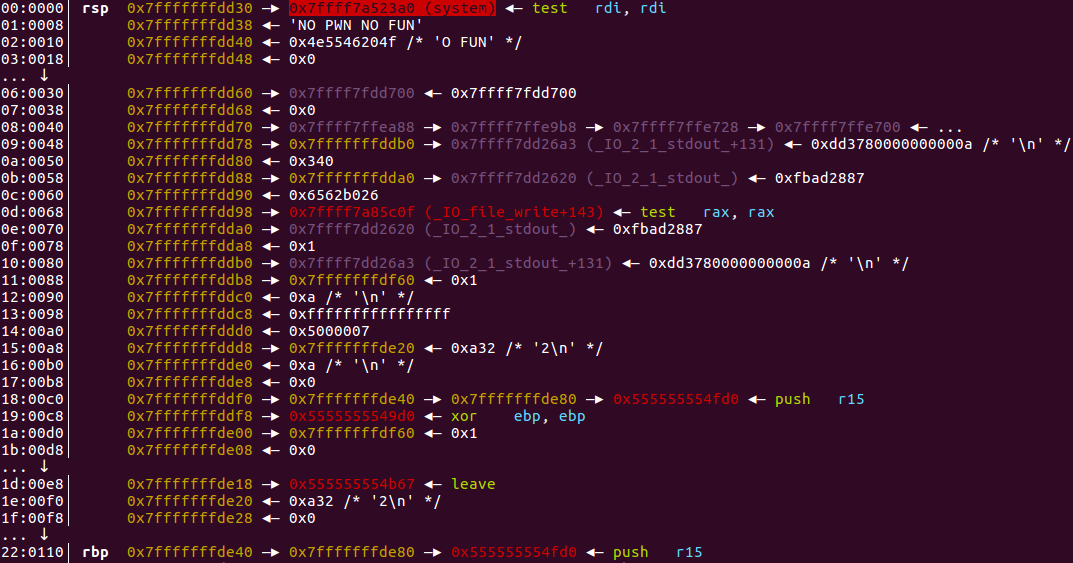 00:0000│ rsp 0x7fffffffdd30 —▸ 0x7ffff7a523a0 (system) ◂— test rdi, rdi
01:0008│ 0x7fffffffdd38 ◂— 'NO PWN NO FUN'
02:0010│ 0x7fffffffdd40 ◂— 0x4e5546204f /* 'O FUN' */
03:0018│ 0x7fffffffdd48 ◂— 0x0
... ↓
06:0030│ 0x7fffffffdd60 —▸ 0x7ffff7fdd700 ◂— 0x7ffff7fdd700
07:0038│ 0x7fffffffdd68 ◂— 0x0
08:0040│ 0x7fffffffdd70 —▸ 0x7ffff7ffea88 —▸ 0x7ffff7ffe9b8 —▸ 0x7ffff7ffe728 —▸ 0x7ffff7ffe700 ◂— ...
09:0048│ 0x7fffffffdd78 —▸ 0x7fffffffddb0 —▸ 0x7ffff7dd26a3 (_IO_2_1_stdout_+131) ◂— 0xdd3780000000000a /* '\n' */
0a:0050│ 0x7fffffffdd80 ◂— 0x340
0b:0058│ 0x7fffffffdd88 —▸ 0x7fffffffdda0 —▸ 0x7ffff7dd2620 (_IO_2_1_stdout_) ◂— 0xfbad2887
0c:0060│ 0x7fffffffdd90 ◂— 0x6562b026
0d:0068│ 0x7fffffffdd98 —▸ 0x7ffff7a85c0f (_IO_file_write+143) ◂— test rax, rax
0e:0070│ 0x7fffffffdda0 —▸ 0x7ffff7dd2620 (_IO_2_1_stdout_) ◂— 0xfbad2887
0f:0078│ 0x7fffffffdda8 ◂— 0x1
10:0080│ 0x7fffffffddb0 —▸ 0x7ffff7dd26a3 (_IO_2_1_stdout_+131) ◂— 0xdd3780000000000a /* '\n' */
11:0088│ 0x7fffffffddb8 —▸ 0x7fffffffdf60 ◂— 0x1
12:0090│ 0x7fffffffddc0 ◂— 0xa /* '\n' */
13:0098│ 0x7fffffffddc8 ◂— 0xffffffffffffffff
14:00a0│ 0x7fffffffddd0 ◂— 0x5000007
15:00a8│ 0x7fffffffddd8 —▸ 0x7fffffffde20 ◂— 0xa32 /* '2\n' */
16:00b0│ 0x7fffffffdde0 ◂— 0xa /* '\n' */
17:00b8│ 0x7fffffffdde8 ◂— 0x0
18:00c0│ 0x7fffffffddf0 —▸ 0x7fffffffde40 —▸ 0x7fffffffde80 —▸ 0x555555554fd0 ◂— push r15
19:00c8│ 0x7fffffffddf8 —▸ 0x5555555549d0 ◂— xor ebp, ebp
1a:00d0│ 0x7fffffffde00 —▸ 0x7fffffffdf60 ◂— 0x1
1b:00d8│ 0x7fffffffde08 ◂— 0x0
... ↓
1d:00e8│ 0x7fffffffde18 —▸ 0x555555554b67 ◂— leave
1e:00f0│ 0x7fffffffde20 ◂— 0xa32 /* '2\n' */
1f:00f8│ 0x7fffffffde28 ◂— 0x0
... ↓
22:0110│ rbp 0x7fffffffde40 —▸ 0x7fffffffde80 —▸ 0x555555554fd0 ◂— push r15